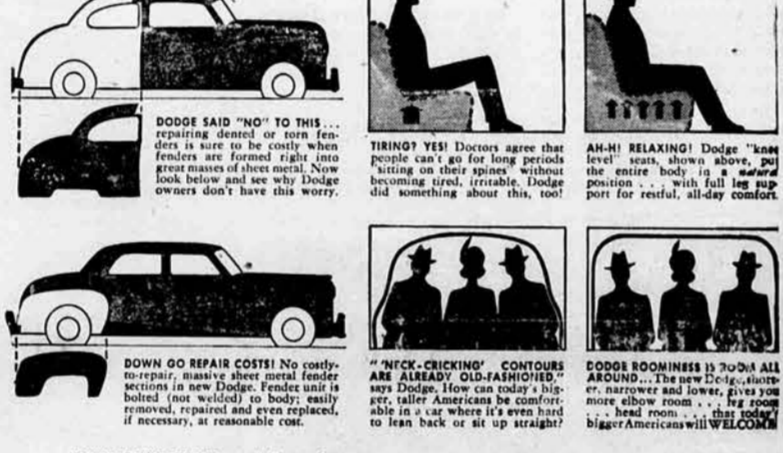 DODGE SAID "NO" TO THIS...
repairing dented or torn fen-
ders is sure to be costly when
fenders are formed right into
great masses of sheet metal. Now
look below and see why Dodge
owners don't have this worry.
TIRING? YES! Doctors agree that
people can't go for long periods
"sitting on their spines" without
becoming tired, irritable. Dodge
did something about this, too!
AH-H! RELAXING! Dodge "knee
level" seats, shown above, put
the entire body in a natural
position . . . with full leg sup
port for restful, all-day comfort.
DOWN GO REPAIR COSTS! No costly-
to-repair, massive sheet metal fender
sections in new Dodge. Fender unit is
bolted (not welded) to body; easily
removed, repaired and even replaced,
if necessary, at reasonable cost.
"'NECK-CRICKING' CONTOURS
ARE ALREADY OLD-FASHIONED,"
says Dodge. How can today's big-
ger, taller Americans be comfort-
able in a car where it's even hard
to lean back or sit up straight?
DODGE ROOMINESS IS ROOM ALL
AROUND... The new Dodge, short-
er, narrower and lower, gives you
more elbow room . . . leg room
. . . head room . . . that today's
bigger Americans will WELCOME